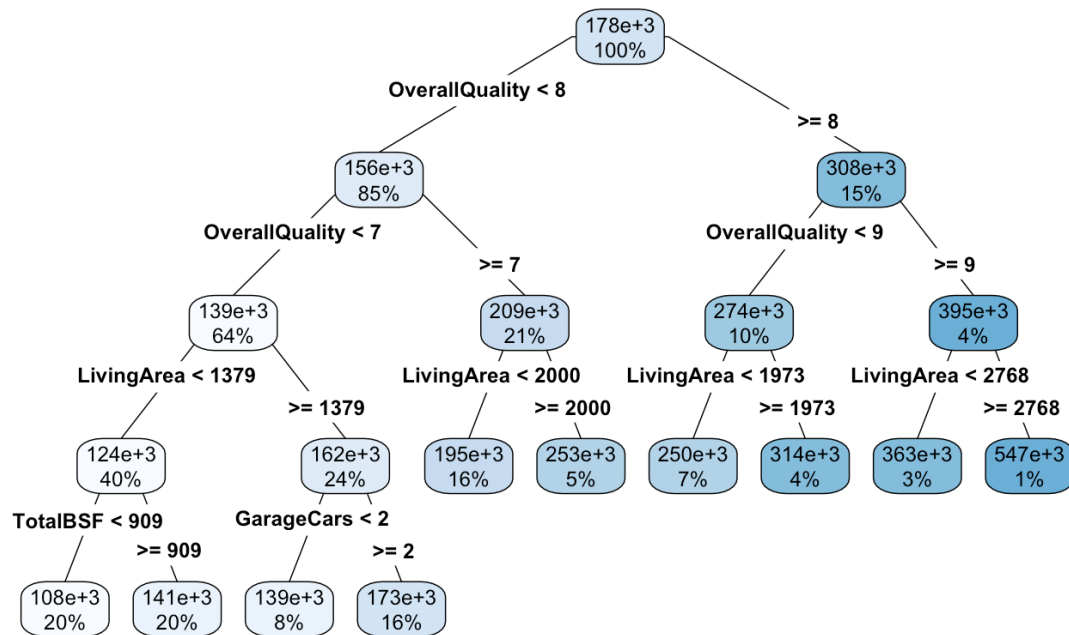 178e+3
100%
OverallQuality < 8
>= 8
156e+3
85%
308e+3
15%
OverallQuality < 7
>= 7
OverallQuality < 9
>= 9
139e+3
64%
209e+3
21%
274e+3
10%
395e+3
4%
LivingArea < 1379
>= 1379
LivingArea < 2000
>= 2000
LivingArea < 1973
>= 1973
LivingArea < 2768
>= 2768
124e+3
40%
162e+3
24%
195e+3
16%
253e+3
5%
250e+3
7%
314e+3
4%
363e+3
3%
547e+3
1%
TotalBSF < 909
>= 909
GarageCars < 2
>= 2
108e+3
20%
141e+3
20%
139e+3
8%
173e+3
16%